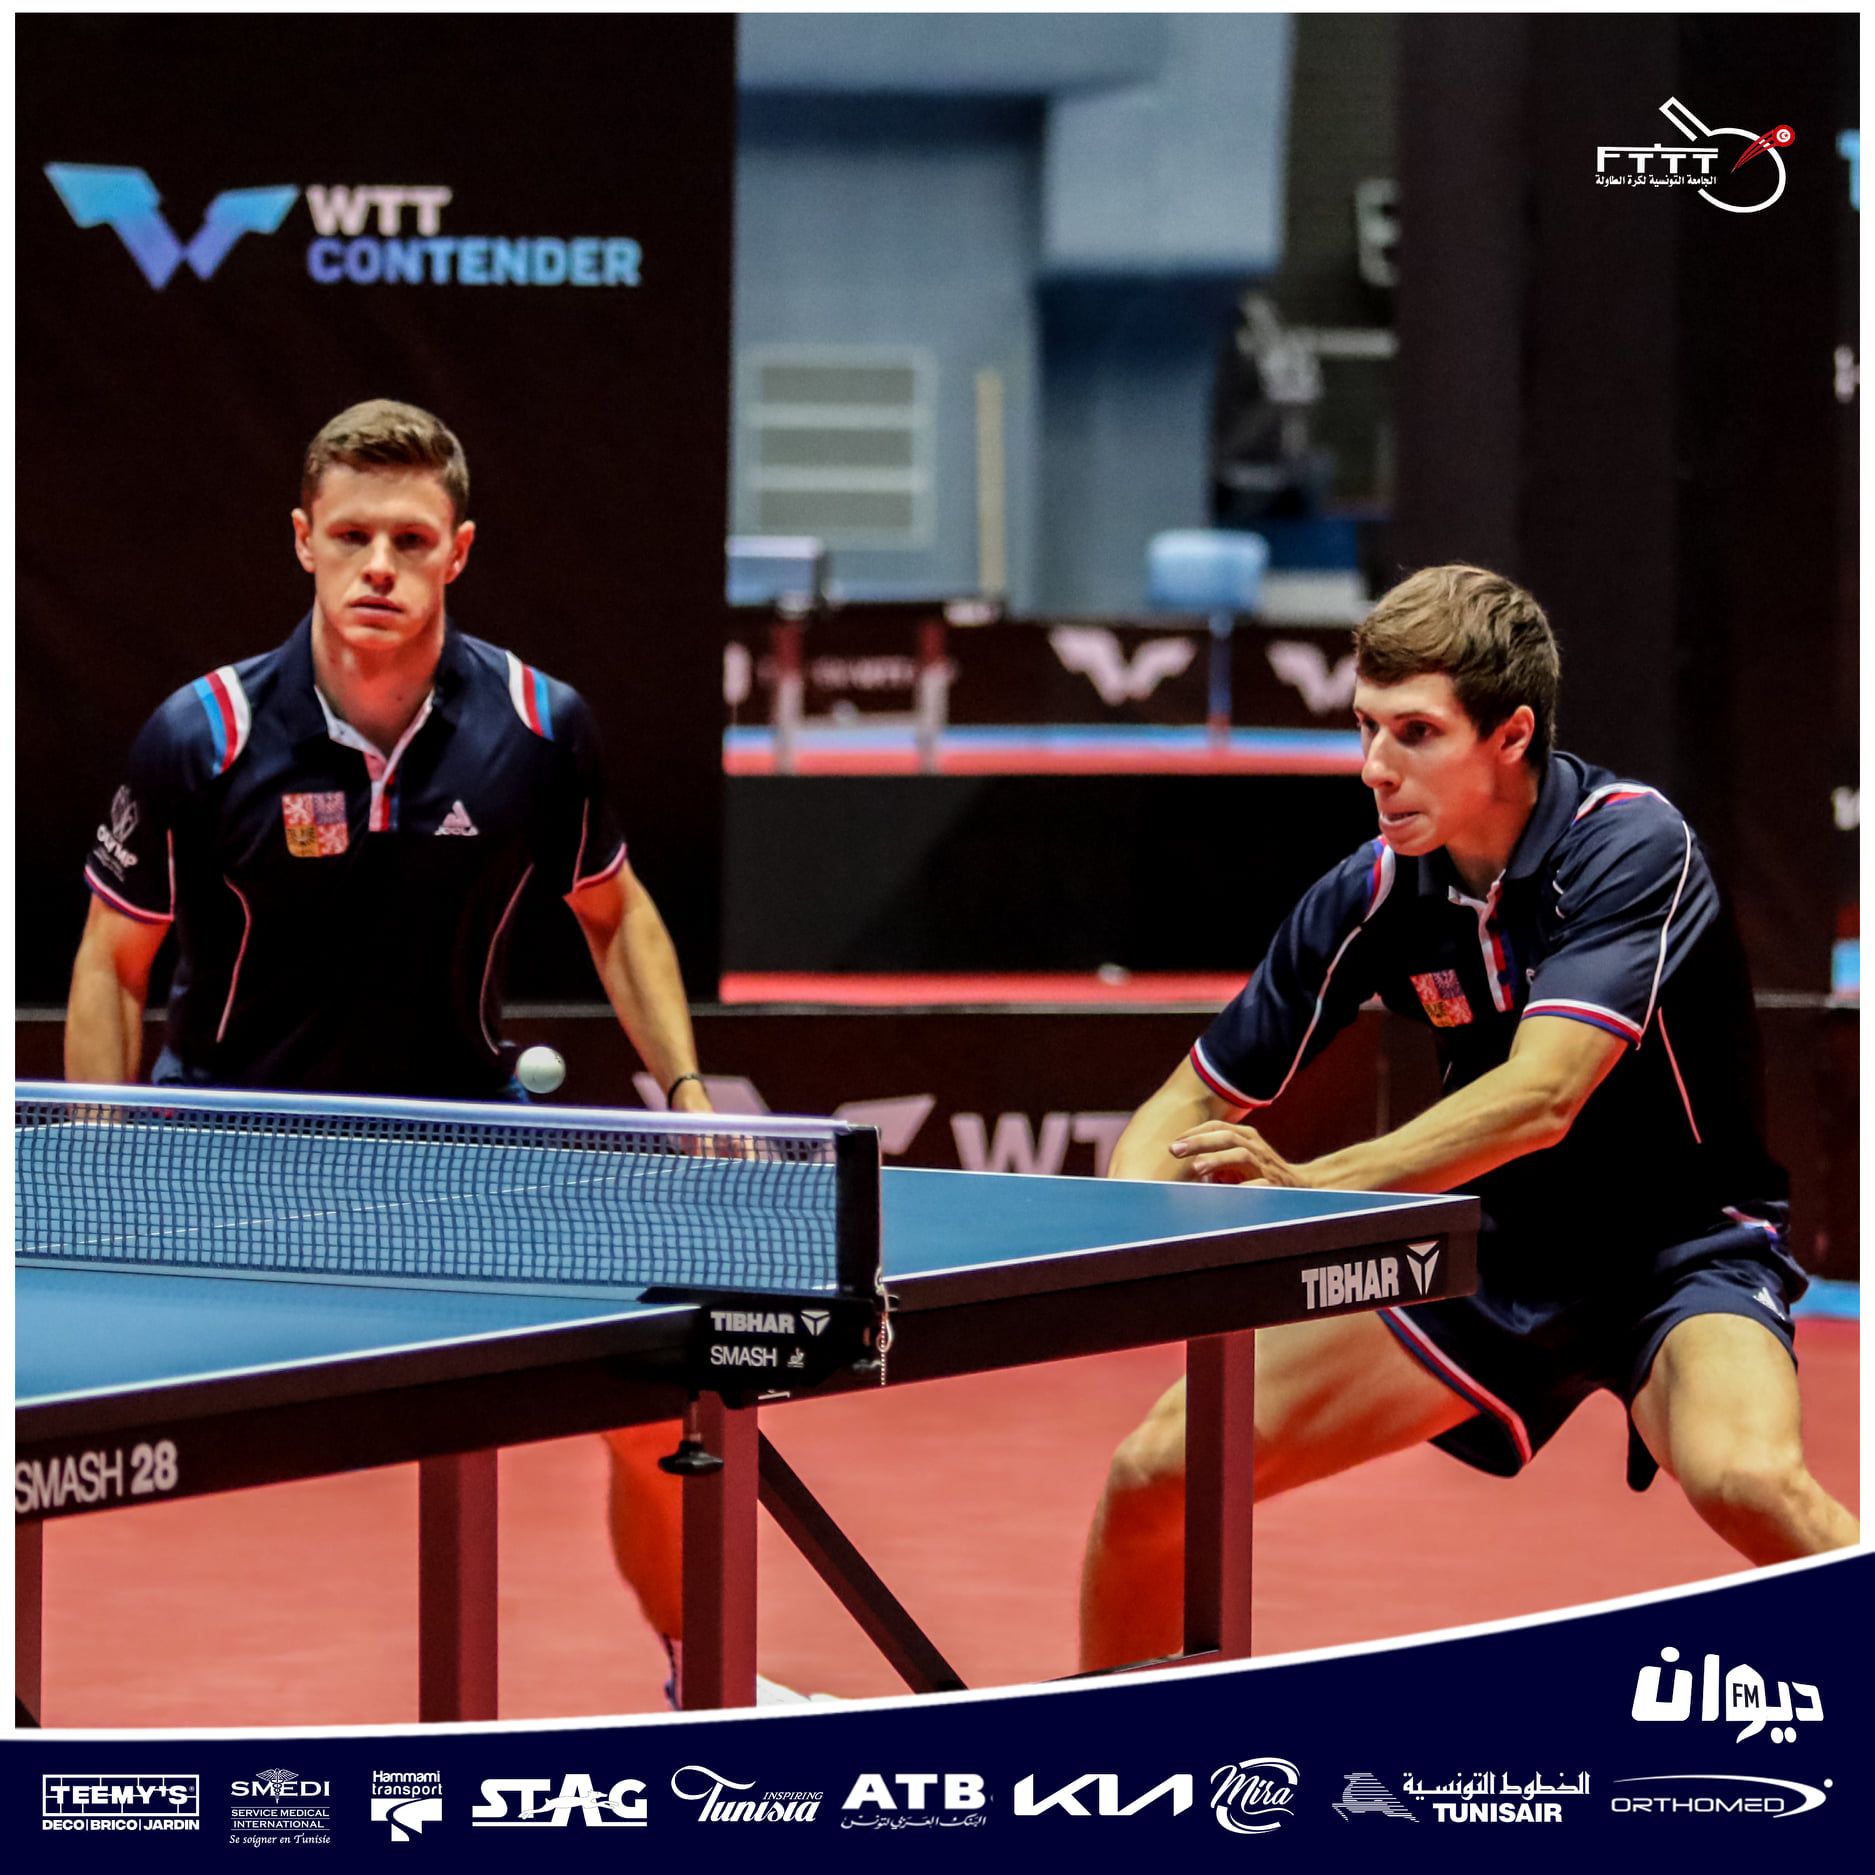 WTT
CONTENDER
FTTT
الجامعة التونسية لكرة الطاولة
OLYMP
JOOLA
WT
TIBHAR
TIBHAR
SMASH
SMASH 28
ديوان
FM
TEEMY'S
DECO|BRICO|JARDIN
SMEDI
SERVICE MEDICAL
INTERNATIONAL
Se soigner en Tunisie
Hammami
transport
STAG
INSPIRING
Tunisia
ATB
البنك العربي لتونس
KIA
Mira
الخطوط التونسية
TUNISAIR
ORTHOMED